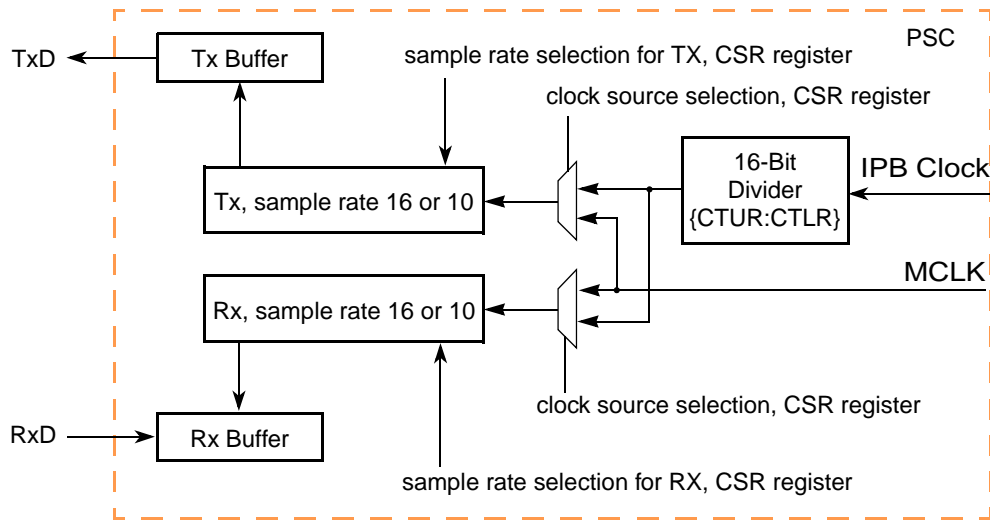 PSC
TxD
Tx Buffer
sample rate selection for TX, CSR register
clock source selection, CSR register
16-Bit
Divider
{CTUR:CTLR}
IPB Clock
Tx, sample rate 16 or 10
MCLK
Rx, sample rate 16 or 10
clock source selection, CSR register
RxD
Rx Buffer
sample rate selection for RX, CSR register